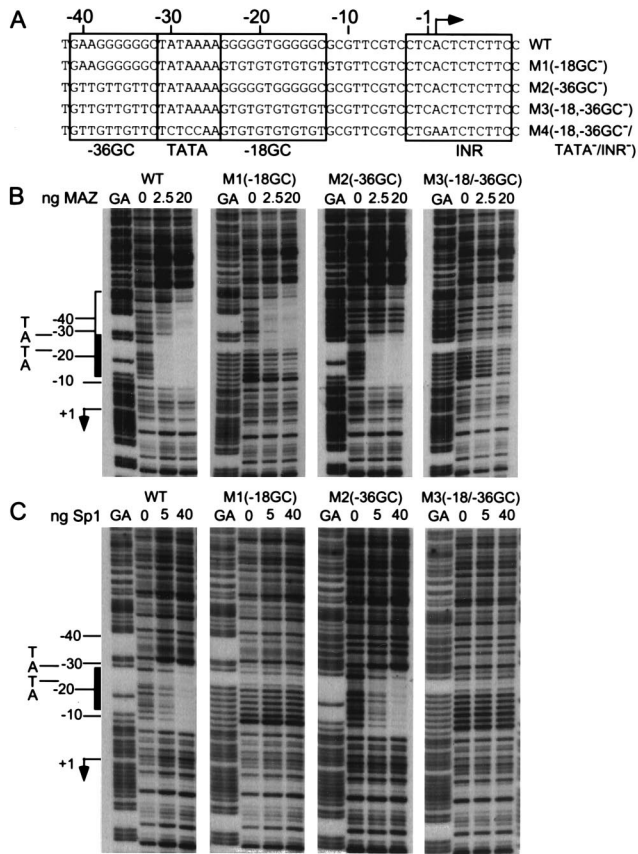 A
-40 -30 -20 -10 -1
TGAAGGGGGGCTATAAAAGGGGGTGGGGGCGCGTTCGTCCTCACTCTCTTCC WT
TGAAGGGGGGCTATAAAAGTGTGTGTGTGTGTGTTCGTCCTCACTCTCTTCC M1(-18GC⁻)
TGTTGTTGTTCTATAAAAGGGGGTGGGGGCGCGTTCGTCCTCACTCTCTTCC M2(-36GC⁻)
TGTTGTTGTTCTATAAAAGTGTGTGTGTGTGCGTTCGTCCTCACTCTCTTCC M3(-18,-36GC⁻)
TGTTGTTGTTCTCTCCAAGTGTGTGTGTGTGCGTTCGTCCTGAATCTCTTCC M4(-18,-36GC⁻/
-36GC TATA -18GC INR TATA⁻/INR⁻)
B
WT M1(-18GC) M2(-36GC) M3(-18/-36GC)
ng MAZ GA 0 2.5 20 GA 0 2.5 20 GA 0 2.5 20 GA 0 2.5 20
-40
T
A -30
T
A -20
-10
+1
C
WT M1(-18GC) M2(-36GC) M3(-18/-36GC)
ng Sp1 GA 0 5 40 GA 0 5 40 GA 0 5 40 GA 0 5 40
-40
T
A -30
T
A -20
-10
+1